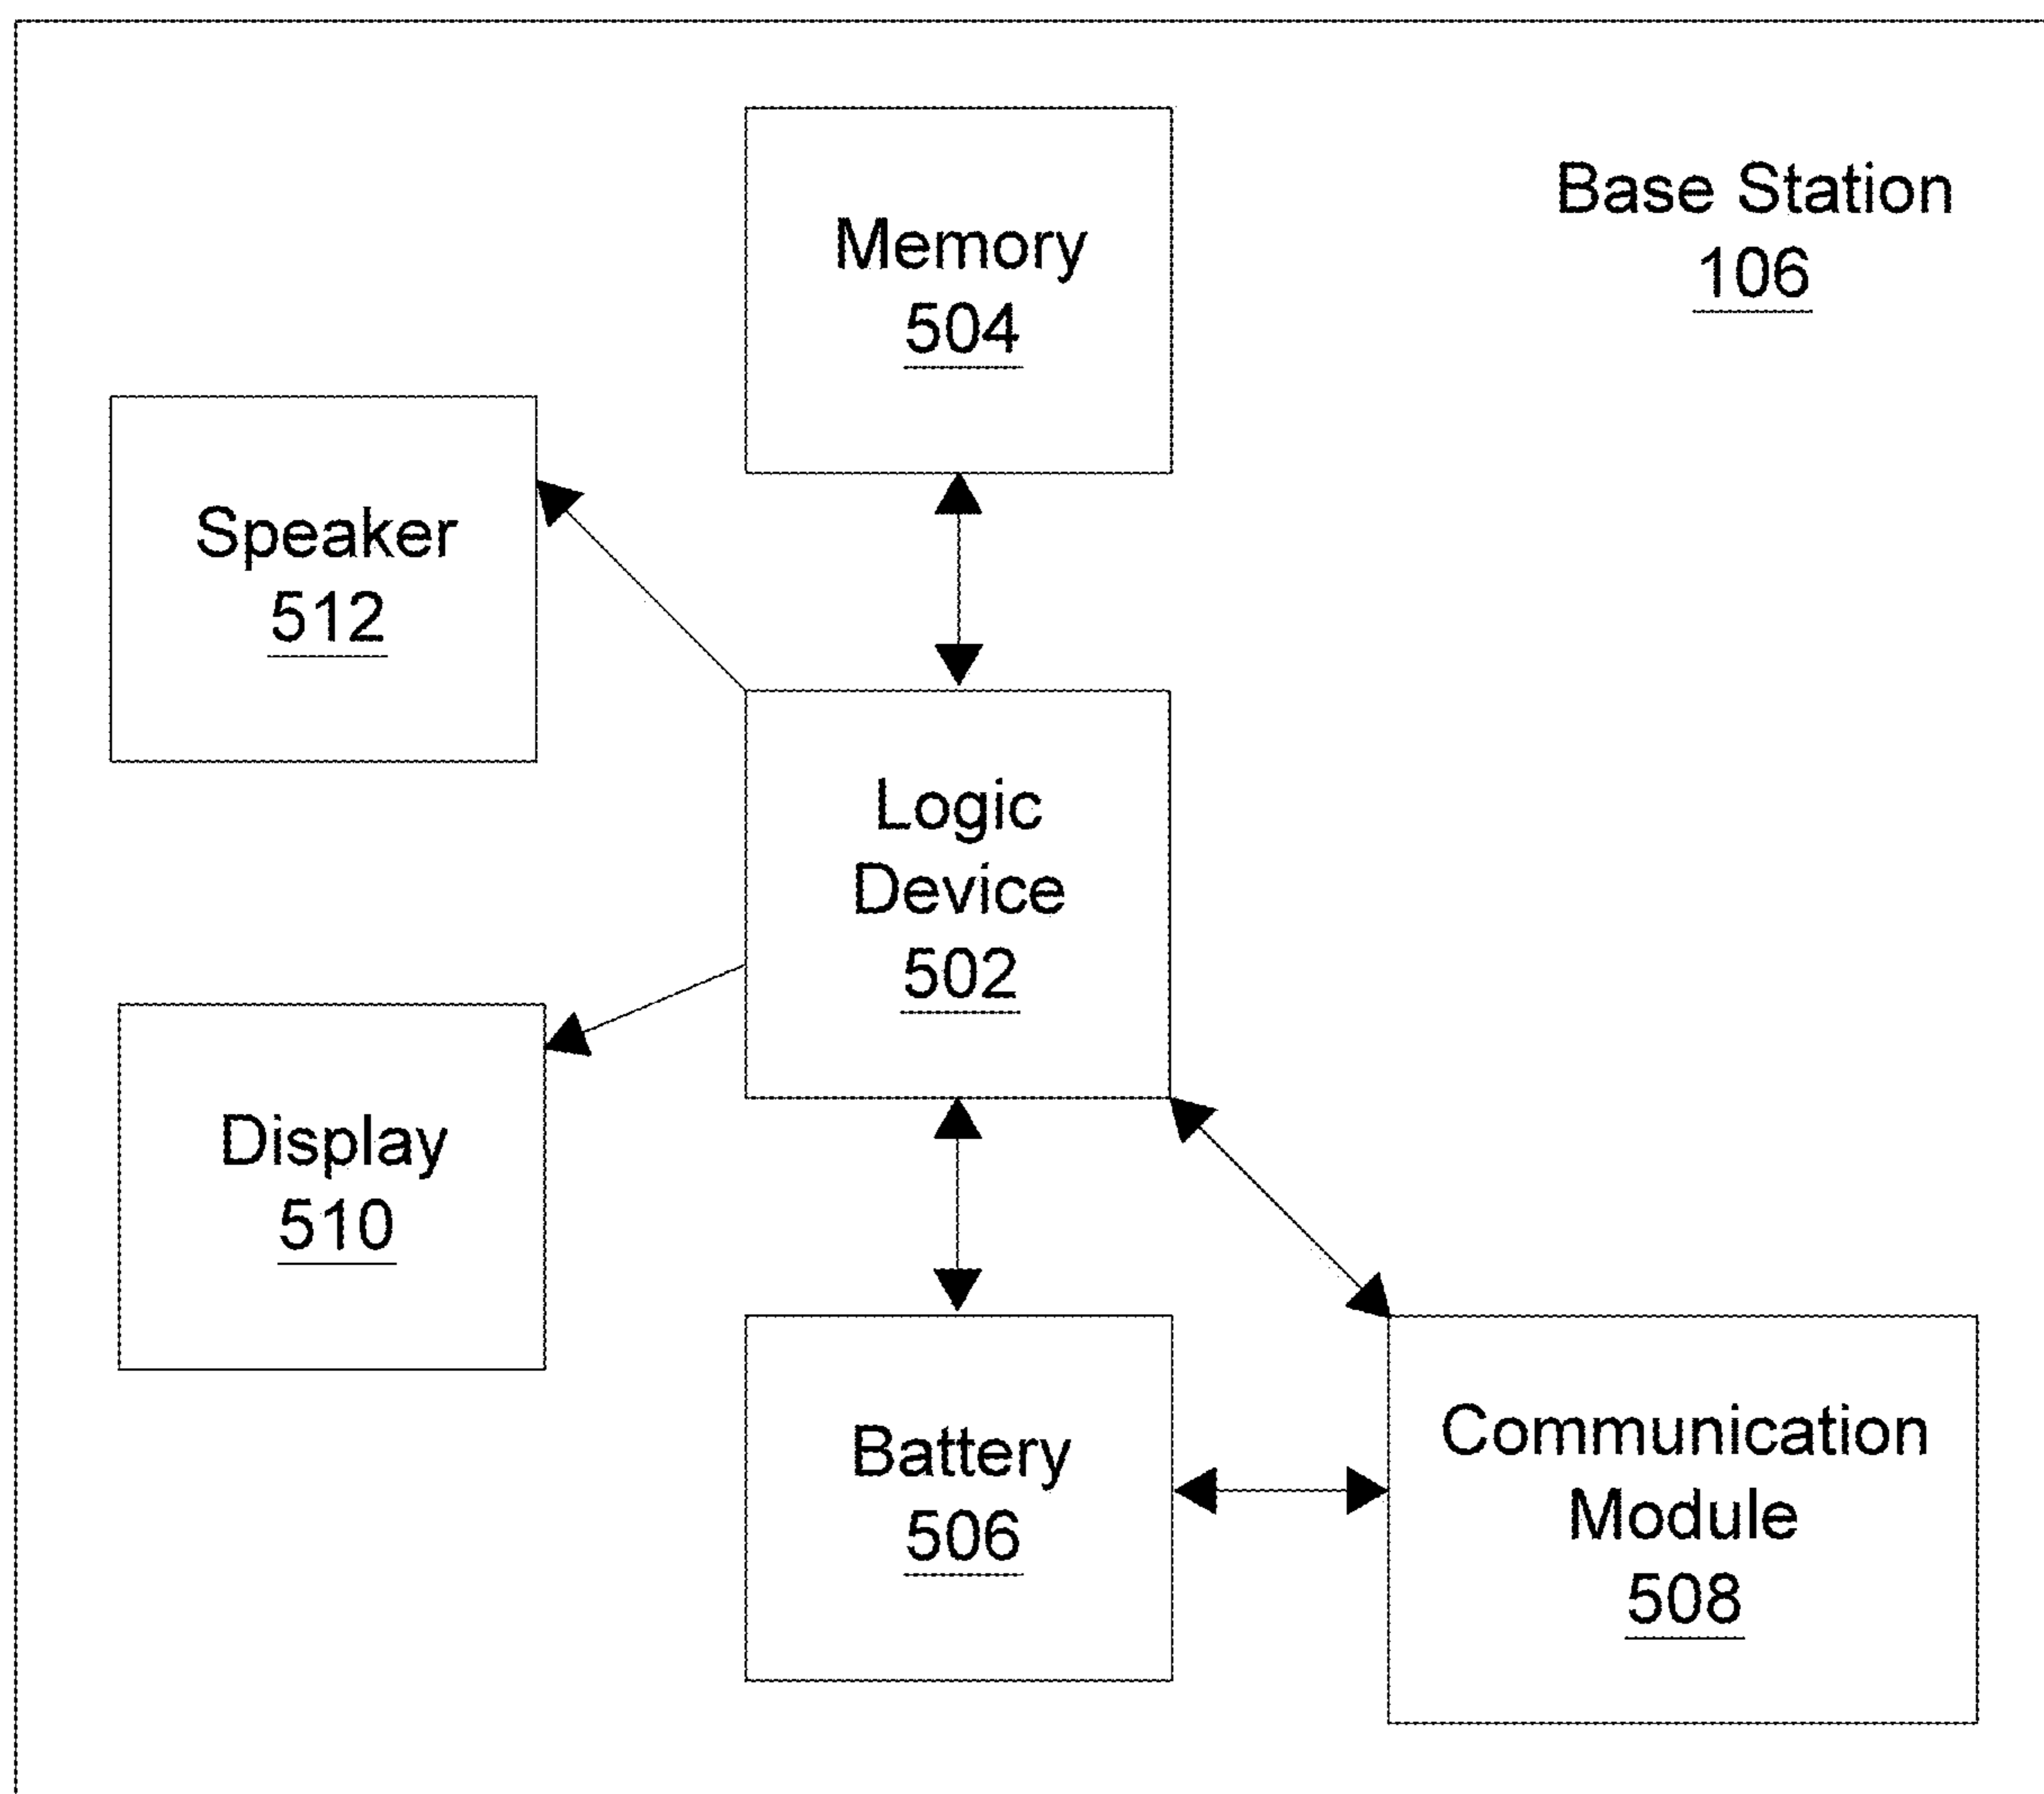 Base Station
106
Memory
504
Speaker
512
Logic
Device
502
Display
510
Battery
506
Communication
Module
508